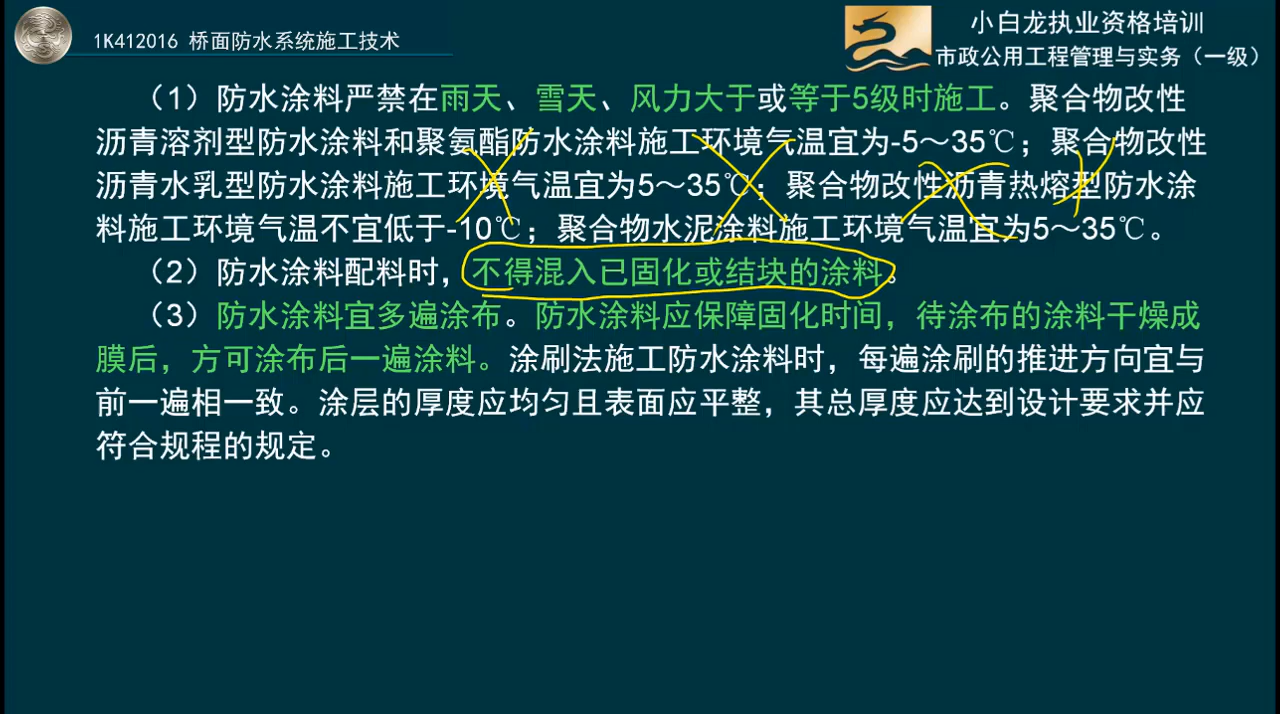 1K412016 桥面防水系统施工技术
小白龙执业资格培训
市政公用工程管理与实务（一级）
（1）防水涂料严禁在雨天、雪天、风力大于或等于5级时施工。聚合物改性
沥青溶剂型防水涂料和聚氨酯防水涂料施工环境气温宜为-5～35℃；聚合物改性
沥青水乳型防水涂料施工环境气温宜为5～35℃；聚合物改性沥青热熔型防水涂
料施工环境气温不宜低于-10℃；聚合物水泥涂料施工环境气温宜为5～35℃。
（2）防水涂料配料时，不得混入已固化或结块的涂料。
（3）防水涂料宜多遍涂布。防水涂料应保障固化时间，待涂布的涂料干燥成
膜后，方可涂布后一遍涂料。涂刷法施工防水涂料时，每遍涂刷的推进方向宜与
前一遍相一致。涂层的厚度应均匀且表面应平整，其总厚度应达到设计要求并应
符合规程的规定。